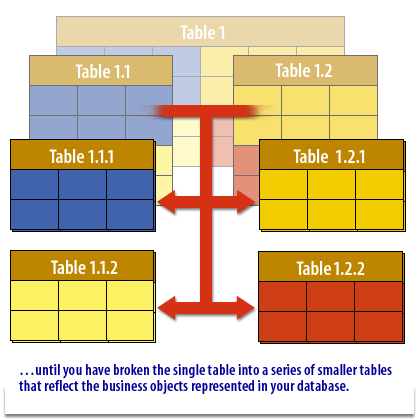 Table 1
Table 1.1
Table 1.2
Table 1.1.1
Table 1.2.1
Table 1.1.2
Table 1.2.2
...until you have broken the single table into a series of smaller tables
that reflect the business objects represented in your database.